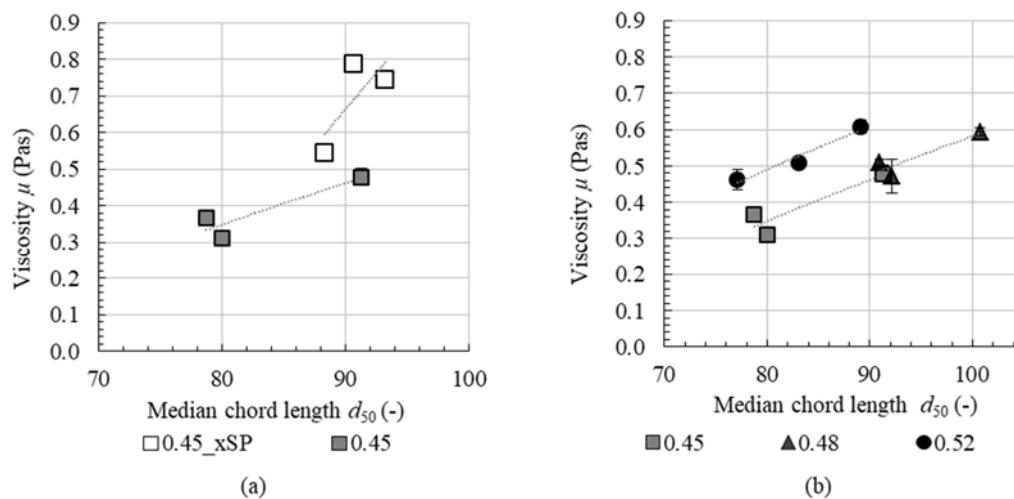 0.9
0.8
0.7
0.6
0.5
0.4
0.3
0.2
0.1
0.0
Viscosity μ (Pas)
70 80 90 100
Median chord length d50 (-)
0.45_xSP 0.45
(a)
0.9
0.8
0.7
0.6
0.5
0.4
0.3
0.2
0.1
0.0
Viscosity μ (Pas)
70 80 90 100
Median chord length d50 (-)
0.45 0.48 0.52
(b)